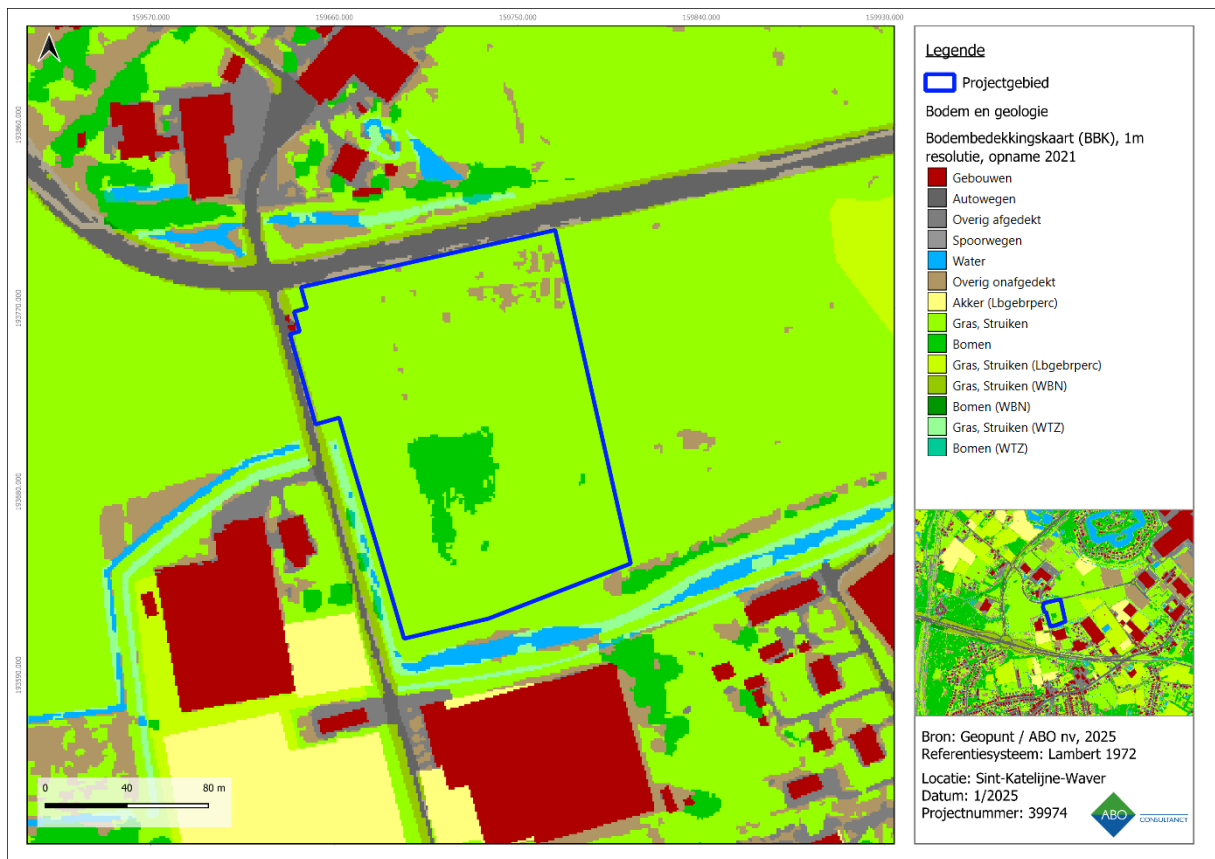 159570.000 159660.000 159750.000 159840.000 159930.000
193860.000
193770.000
193680.000
193590.000
0 40 80 m
Legende
Projectgebied
Bodem en geologie
Bodembedekkingskaart (BBK), 1m
resolutie, opname 2021
Gebouwen
Autowegen
Overig afgedekt
Spoorwegen
Water
Overig onafgedekt
Akker (Lbgebrperc)
Gras, Struiken
Bomen
Gras, Struiken (Lbgebrperc)
Gras, Struiken (WBN)
Bomen (WBN)
Gras, Struiken (WTZ)
Bomen (WTZ)
Bron: Geopunt / ABO nv, 2025
Referentiesysteem: Lambert 1972
Locatie: Sint-Katelijne-Waver
Datum: 1/2025
Projectnummer: 39974
ABO
CONSULTANCY